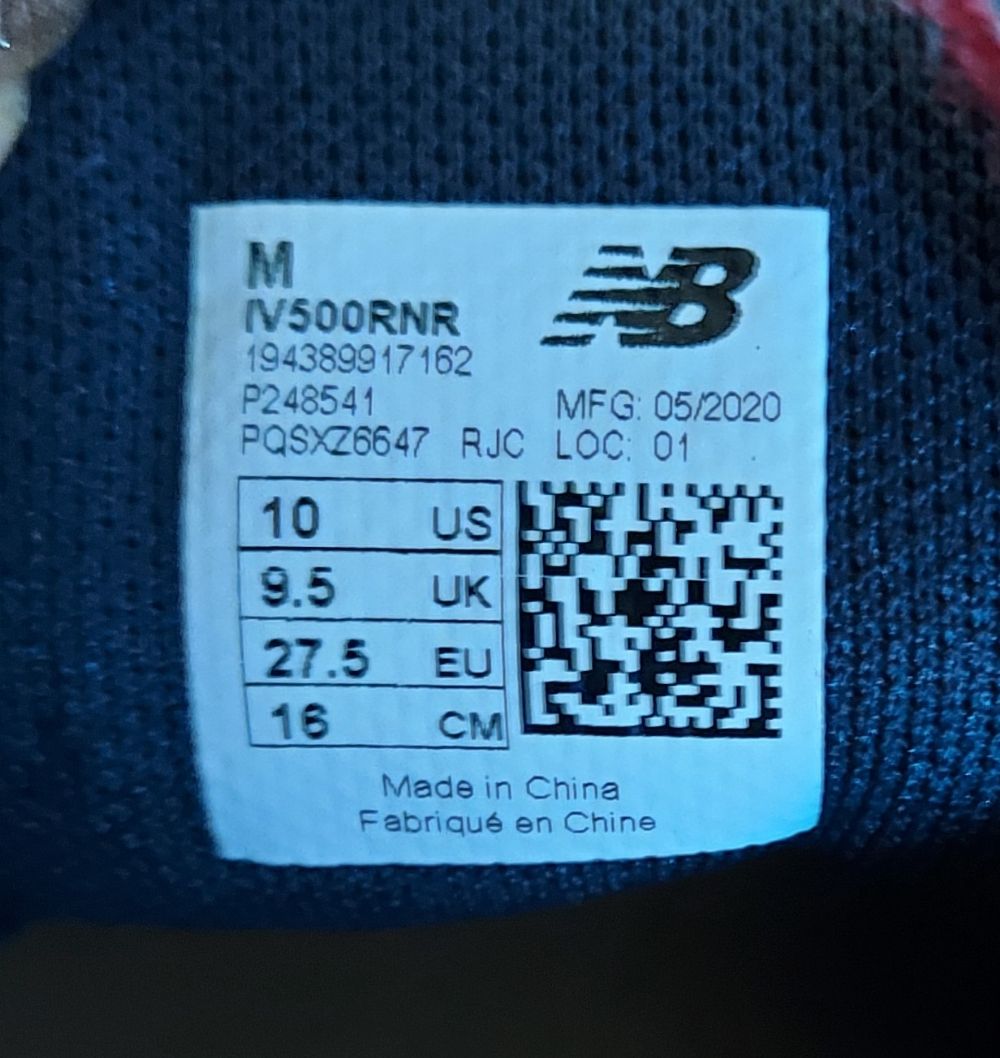 M
NB
IV500RNR
194389917162
P248541 MFG: 05/2020
PQSXZ6647 RJC LOC: 01
10 US
9.5 UK
27.5 EU
16 CM
Made in China
Fabriqué en Chine